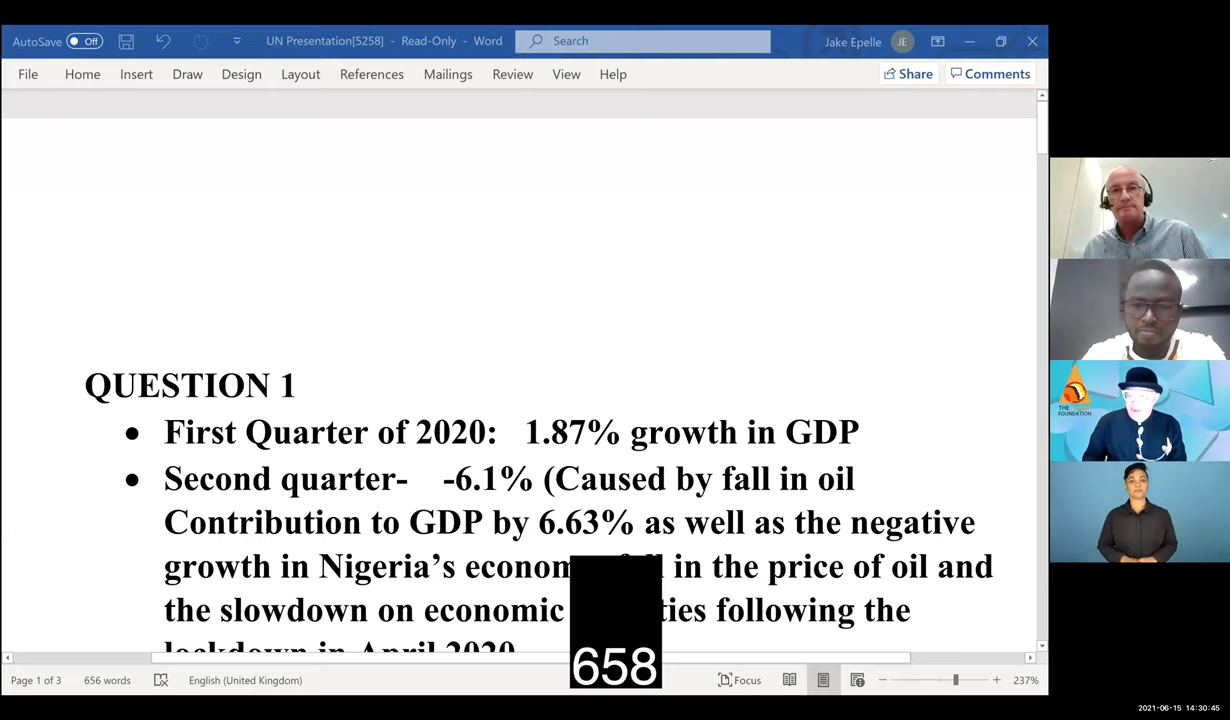 AutoSave Off UN Presentation[5258] - Read-Only - Word Search Jake Epelle JE
File Home Insert Draw Design Layout References Mailings Review View Help Share Comments
QUESTION 1
• First Quarter of 2020: 1.87% growth in GDP
• Second quarter- -6.1% (Caused by fall in oil
Contribution to GDP by 6.63% as well as the negative
growth in Nigeria's in the price of oil and
the slowdown on economic following the
lockdown in April 2020
658
THE
FOUNDATION
Page 1 of 3 656 words English (United Kingdom) Focus 237%
2021-06-15 14:30:45